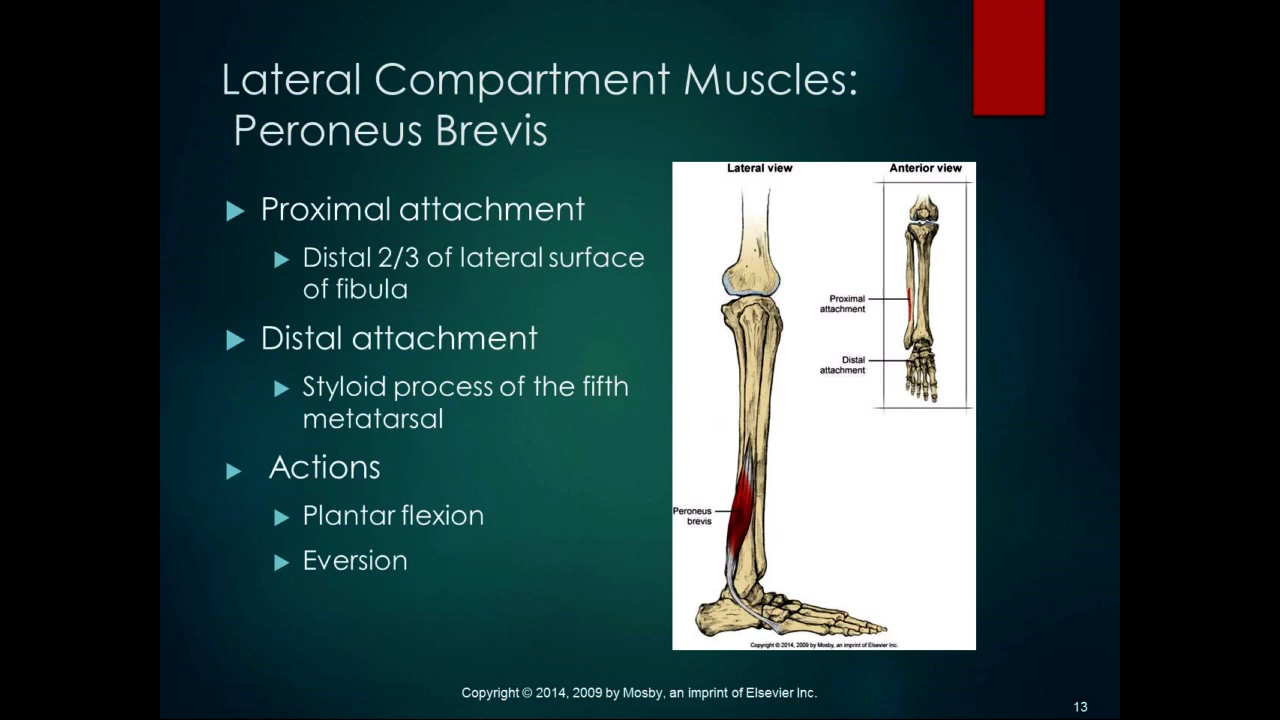 Lateral Compartment Muscles:
Peroneus Brevis
Proximal attachment
Distal 2/3 of lateral surface
of fibula
Distal attachment
Styloid process of the fifth
metatarsal
Actions
Plantar flexion
Eversion
Lateral view
Anterior view
Proximal
attachment
Distal
attachment
Peroneus
brevis
Copyright © 2014, 2009 by Mosby, an imprint of Elsevier Inc.
Copyright © 2014, 2009 by Mosby, an imprint of Elsevier Inc.
13